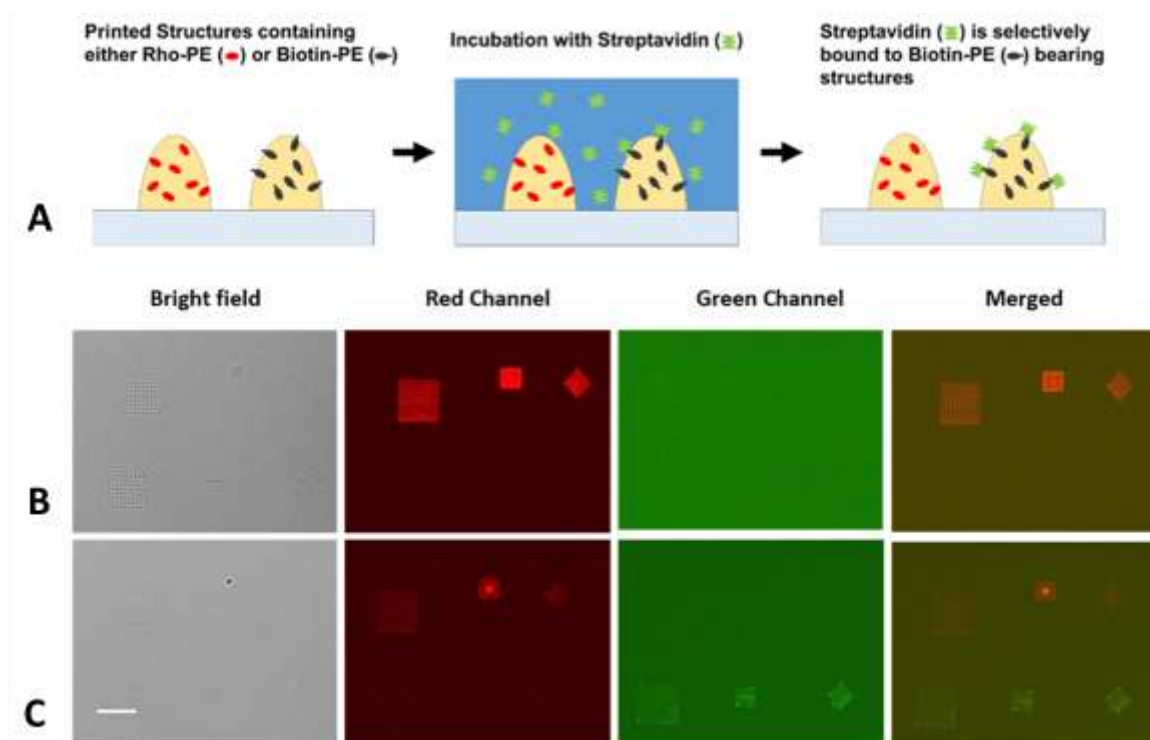 Printed Structures containing
either Rho-PE ( ) or Biotin-PE ( )
Incubation with Streptavidin ( )
Streptavidin ( ) is selectively
bound to Biotin-PE ( ) bearing
structures
A
Bright field
Red Channel
Green Channel
Merged
B
C